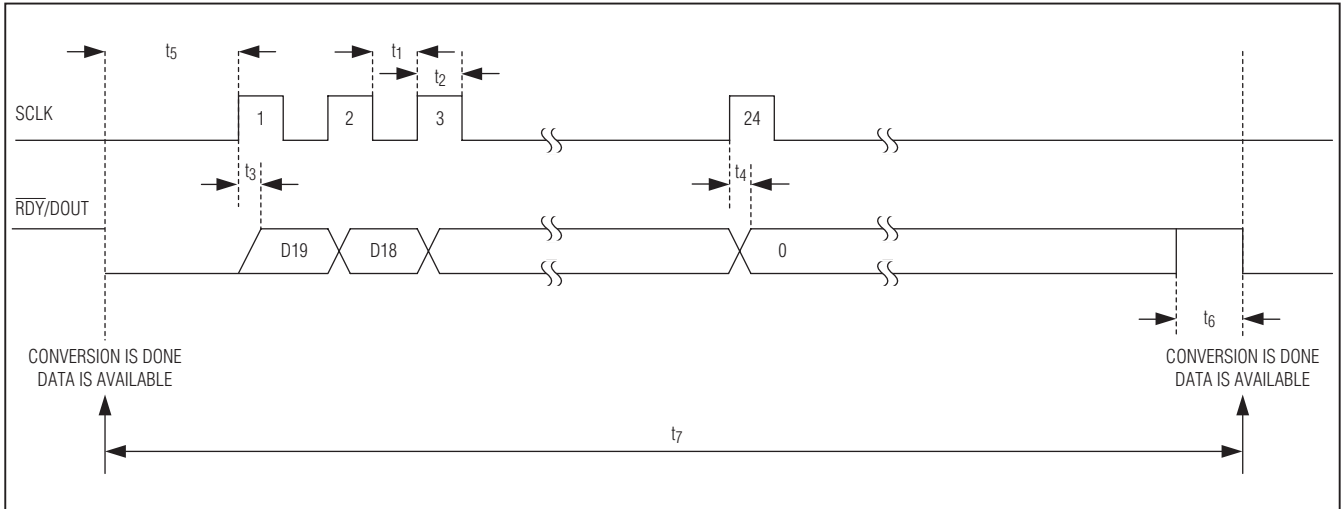 t5
t1
t2
SCLK
1
2
3
24
t3
t4
RDY/DOUT
D19
D18
0
t6
CONVERSION IS DONE
DATA IS AVAILABLE
CONVERSION IS DONE
DATA IS AVAILABLE
t7